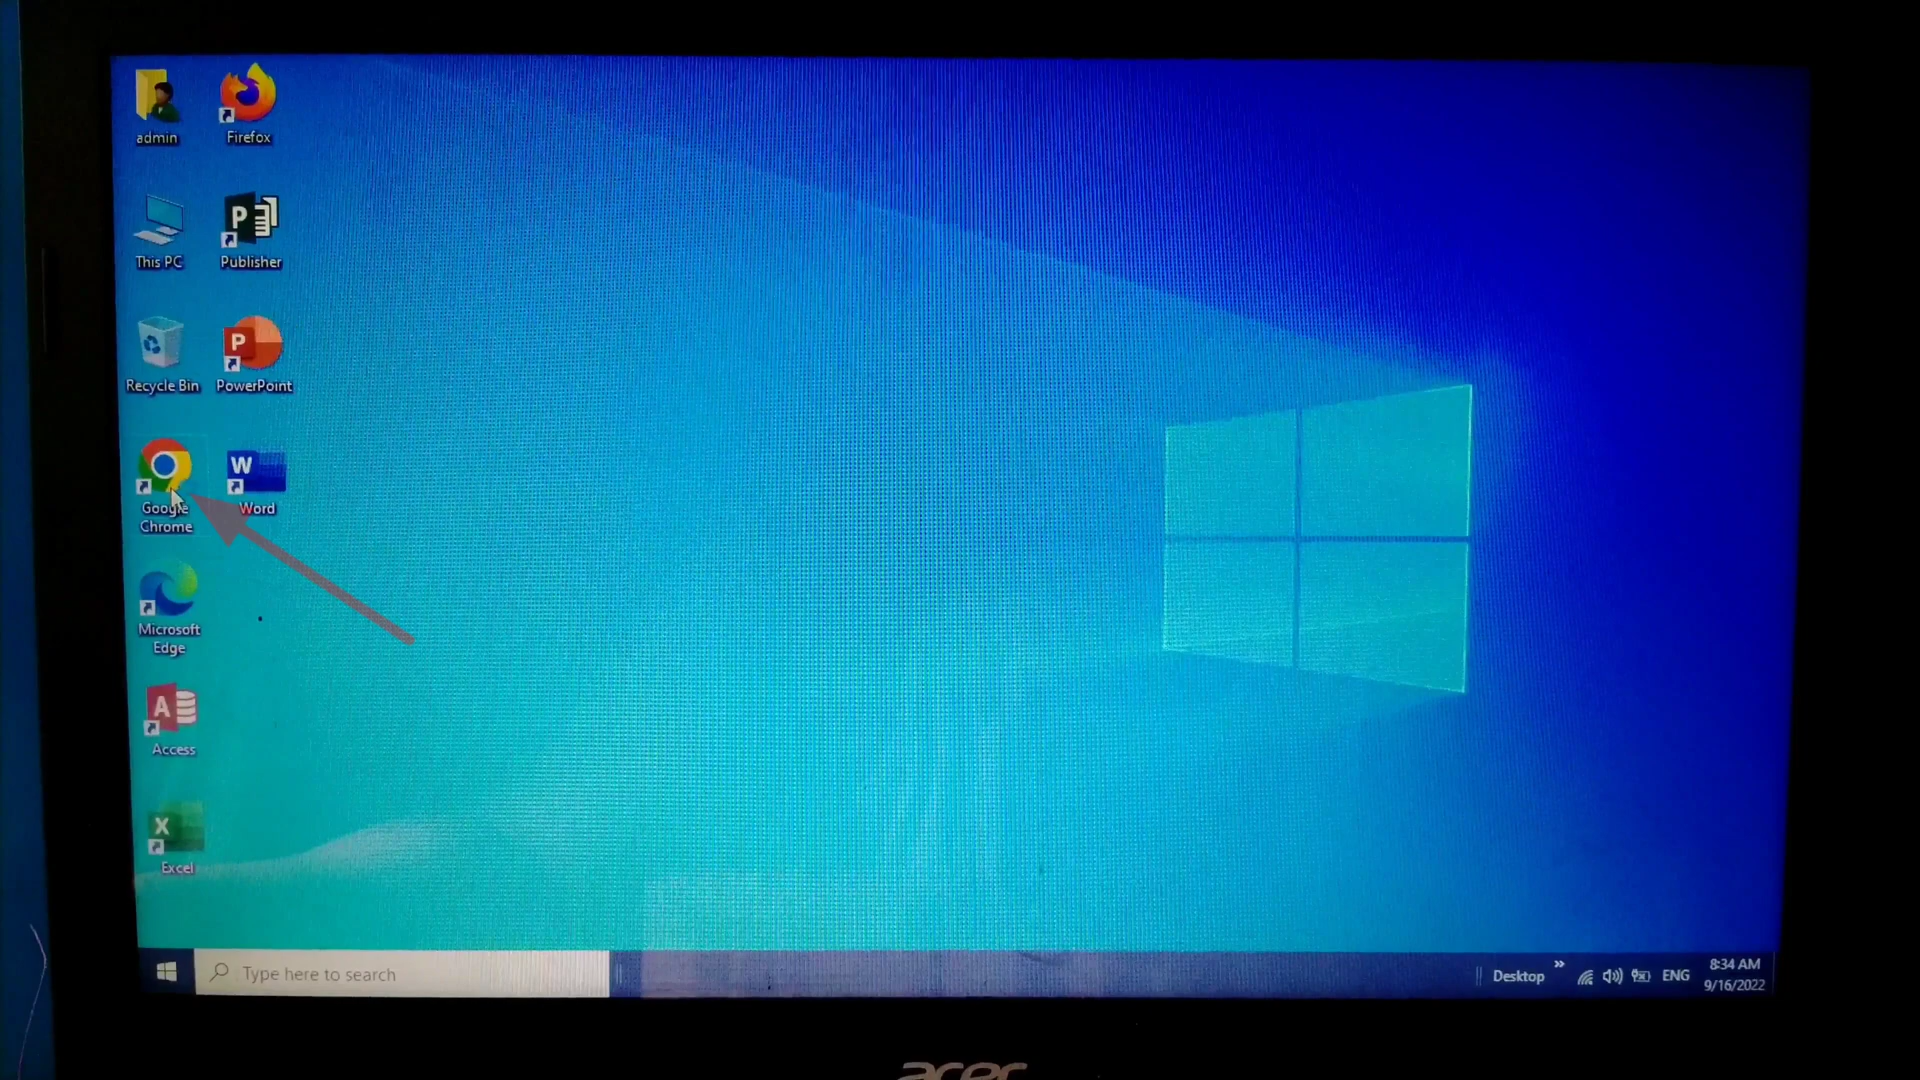 admin
Firefox
This PC
Publisher
Recycle Bin
PowerPoint
Google
Chrome
Word
Microsoft
Edge
Access
Excel
Type here to search
Desktop
ENG
8:34 AM
9/16/2022
acer